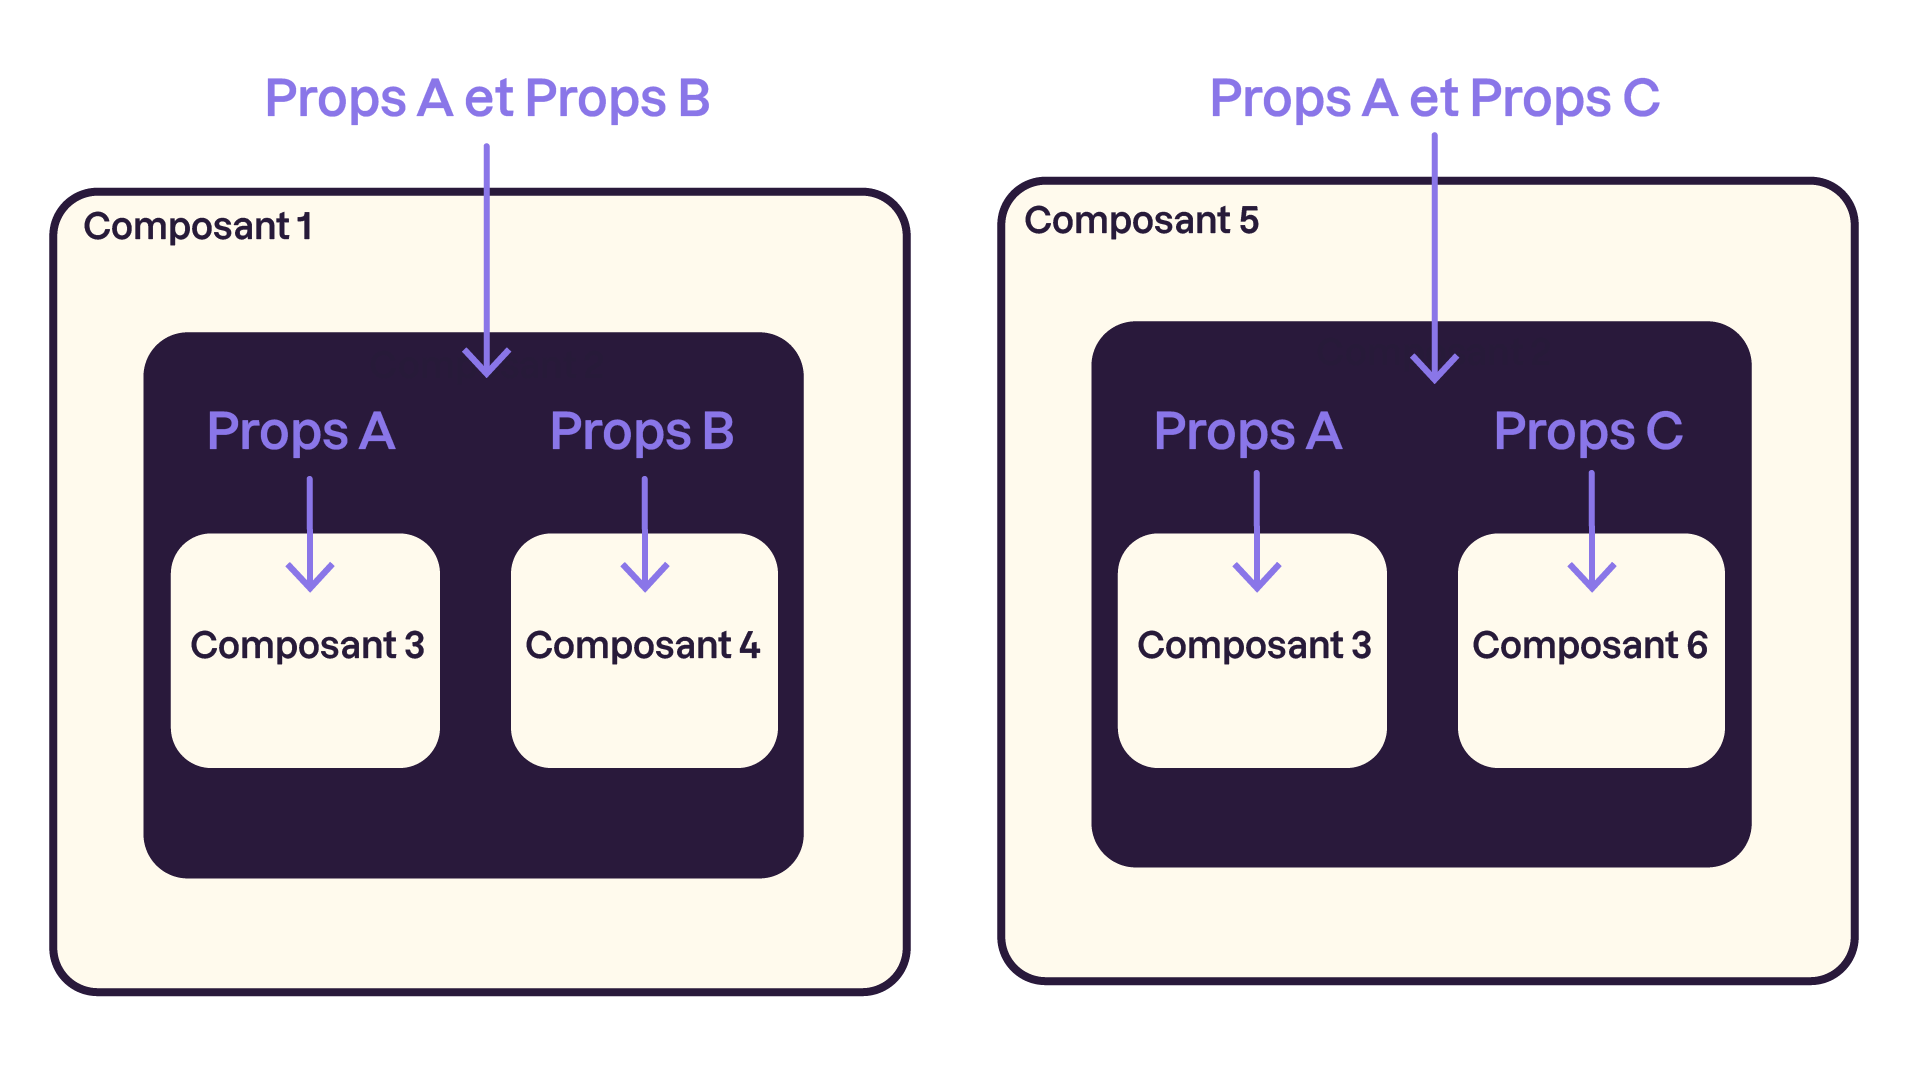 Props A et Props B
Composant 1
Props A
Props B
Composant 3
Composant 4
Props A et Props C
Composant 5
Props A
Props C
Composant 3
Composant 6